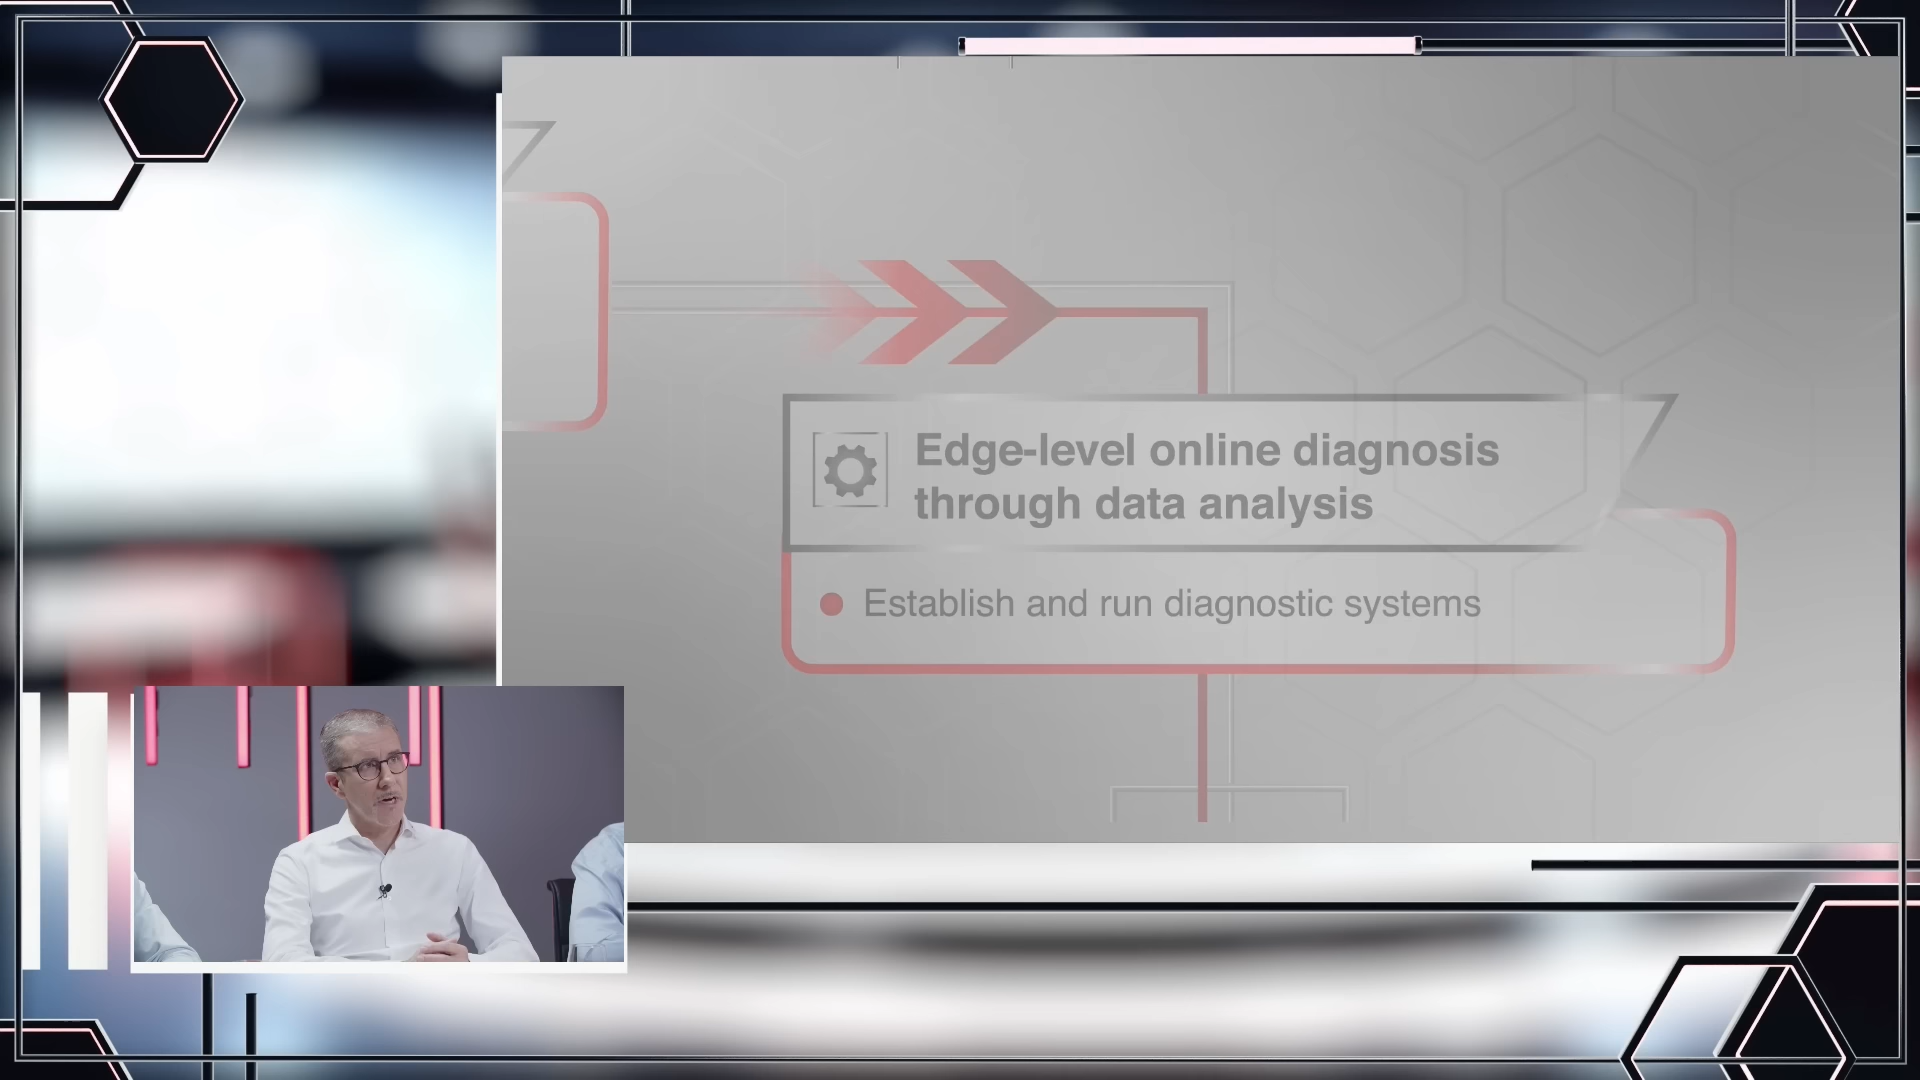 Edge-level online diagnosis
through data analysis
Establish and run diagnostic systems